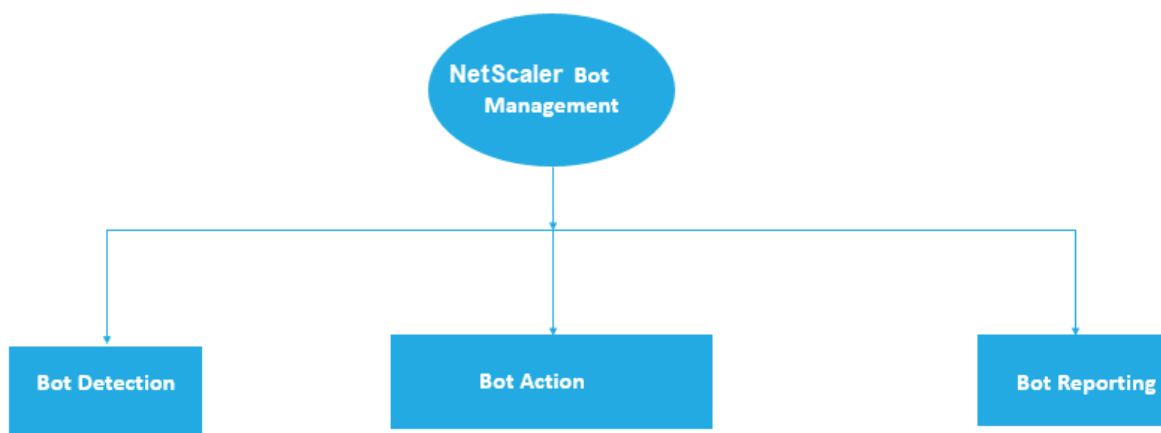 NetScaler Bot
Management
Bot Detection
Bot Action
Bot Reporting